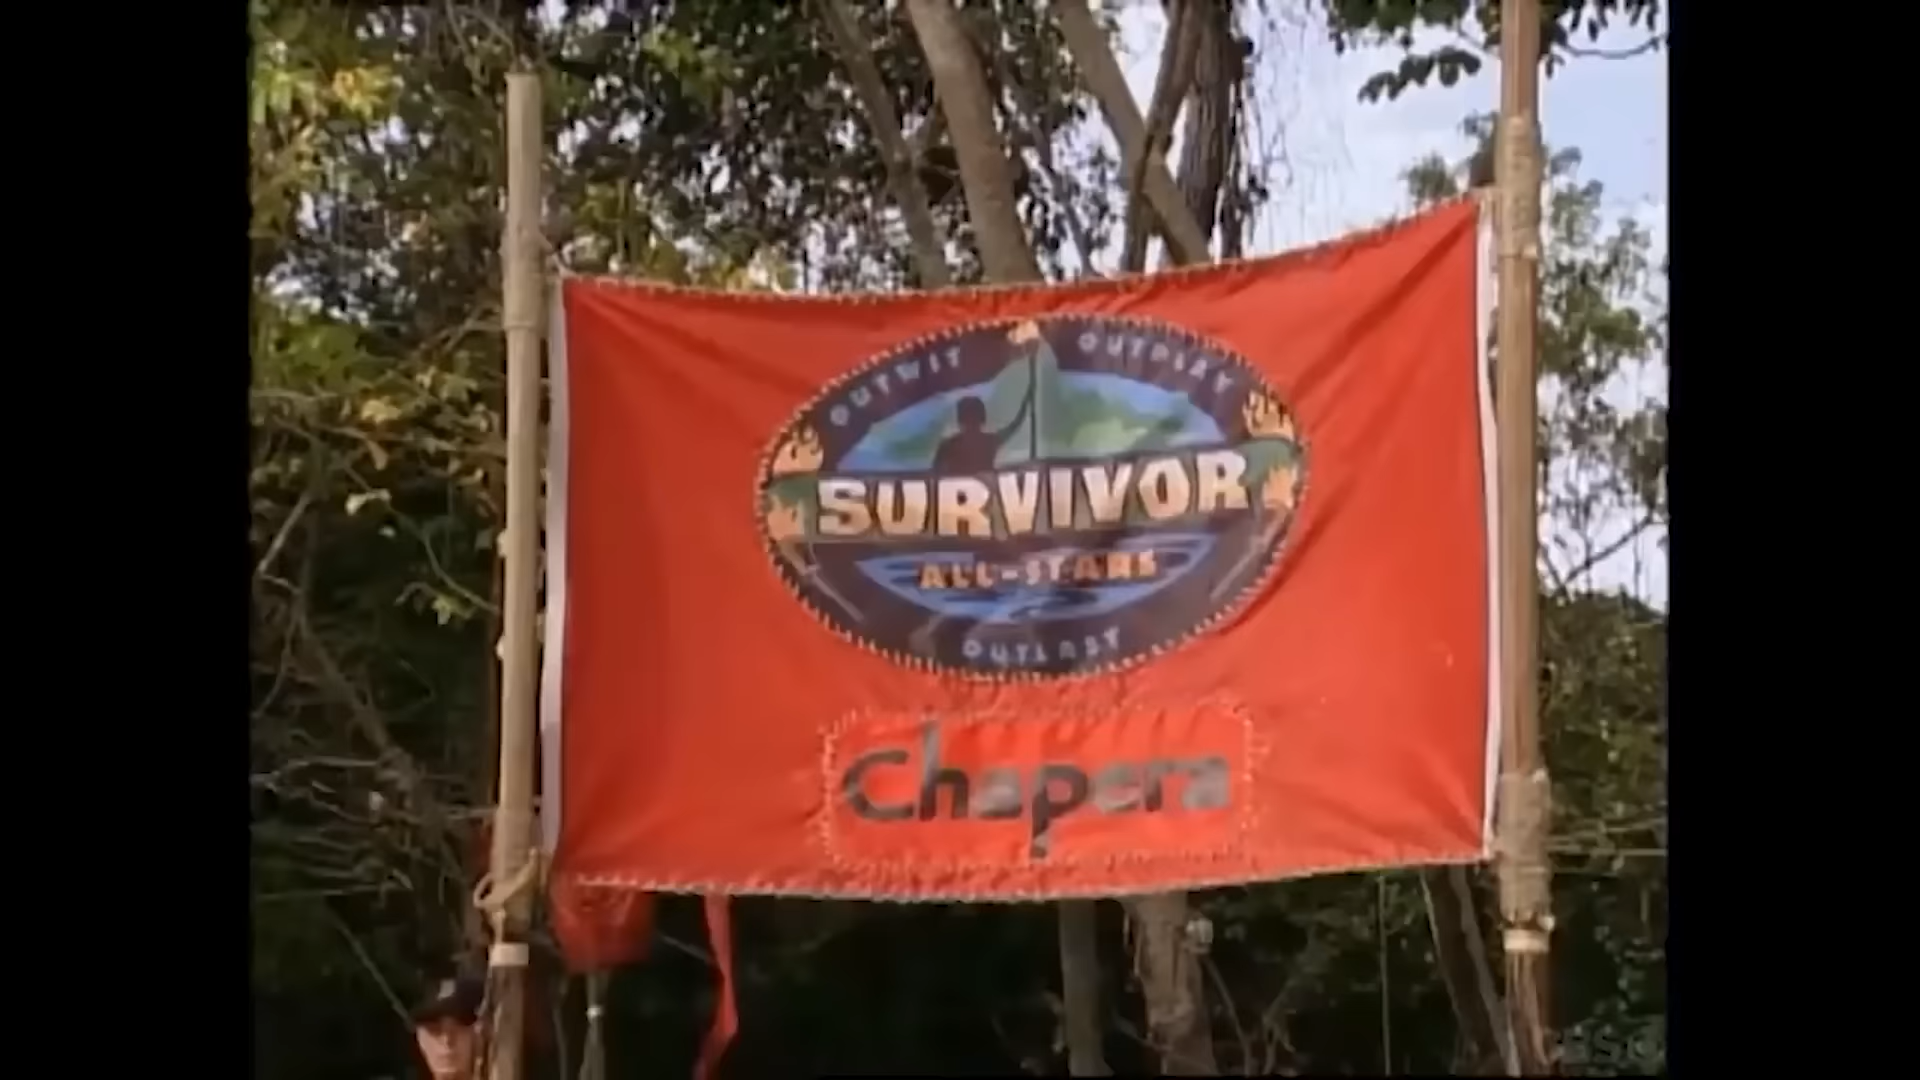 OUTWIT OUTPLAY
SURVIVOR
ALL-STARS
OUTLAST
Chapera